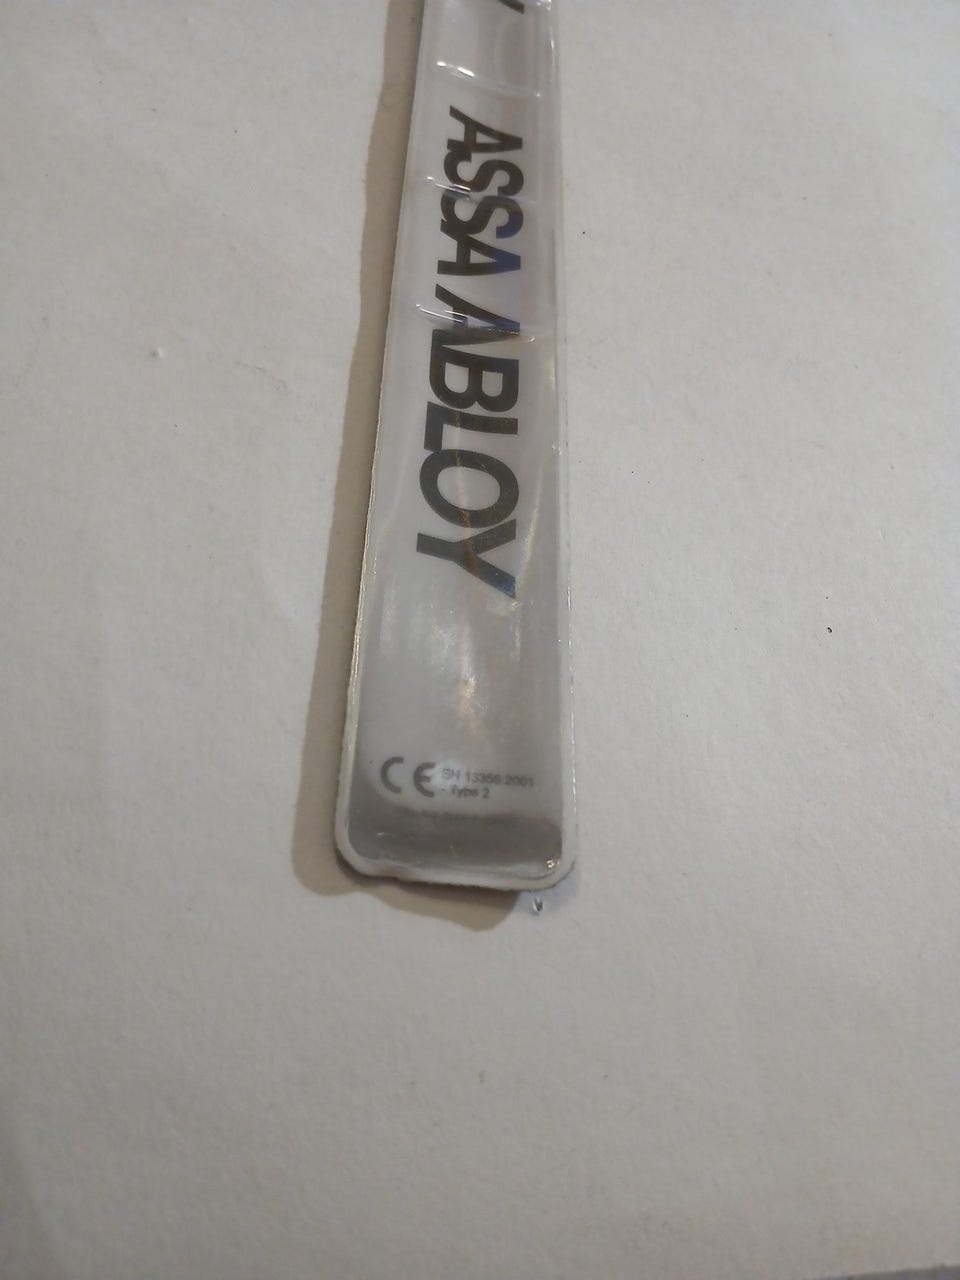 Y
ASSA ABLOY
CE EN 13356:2001
- Type 2